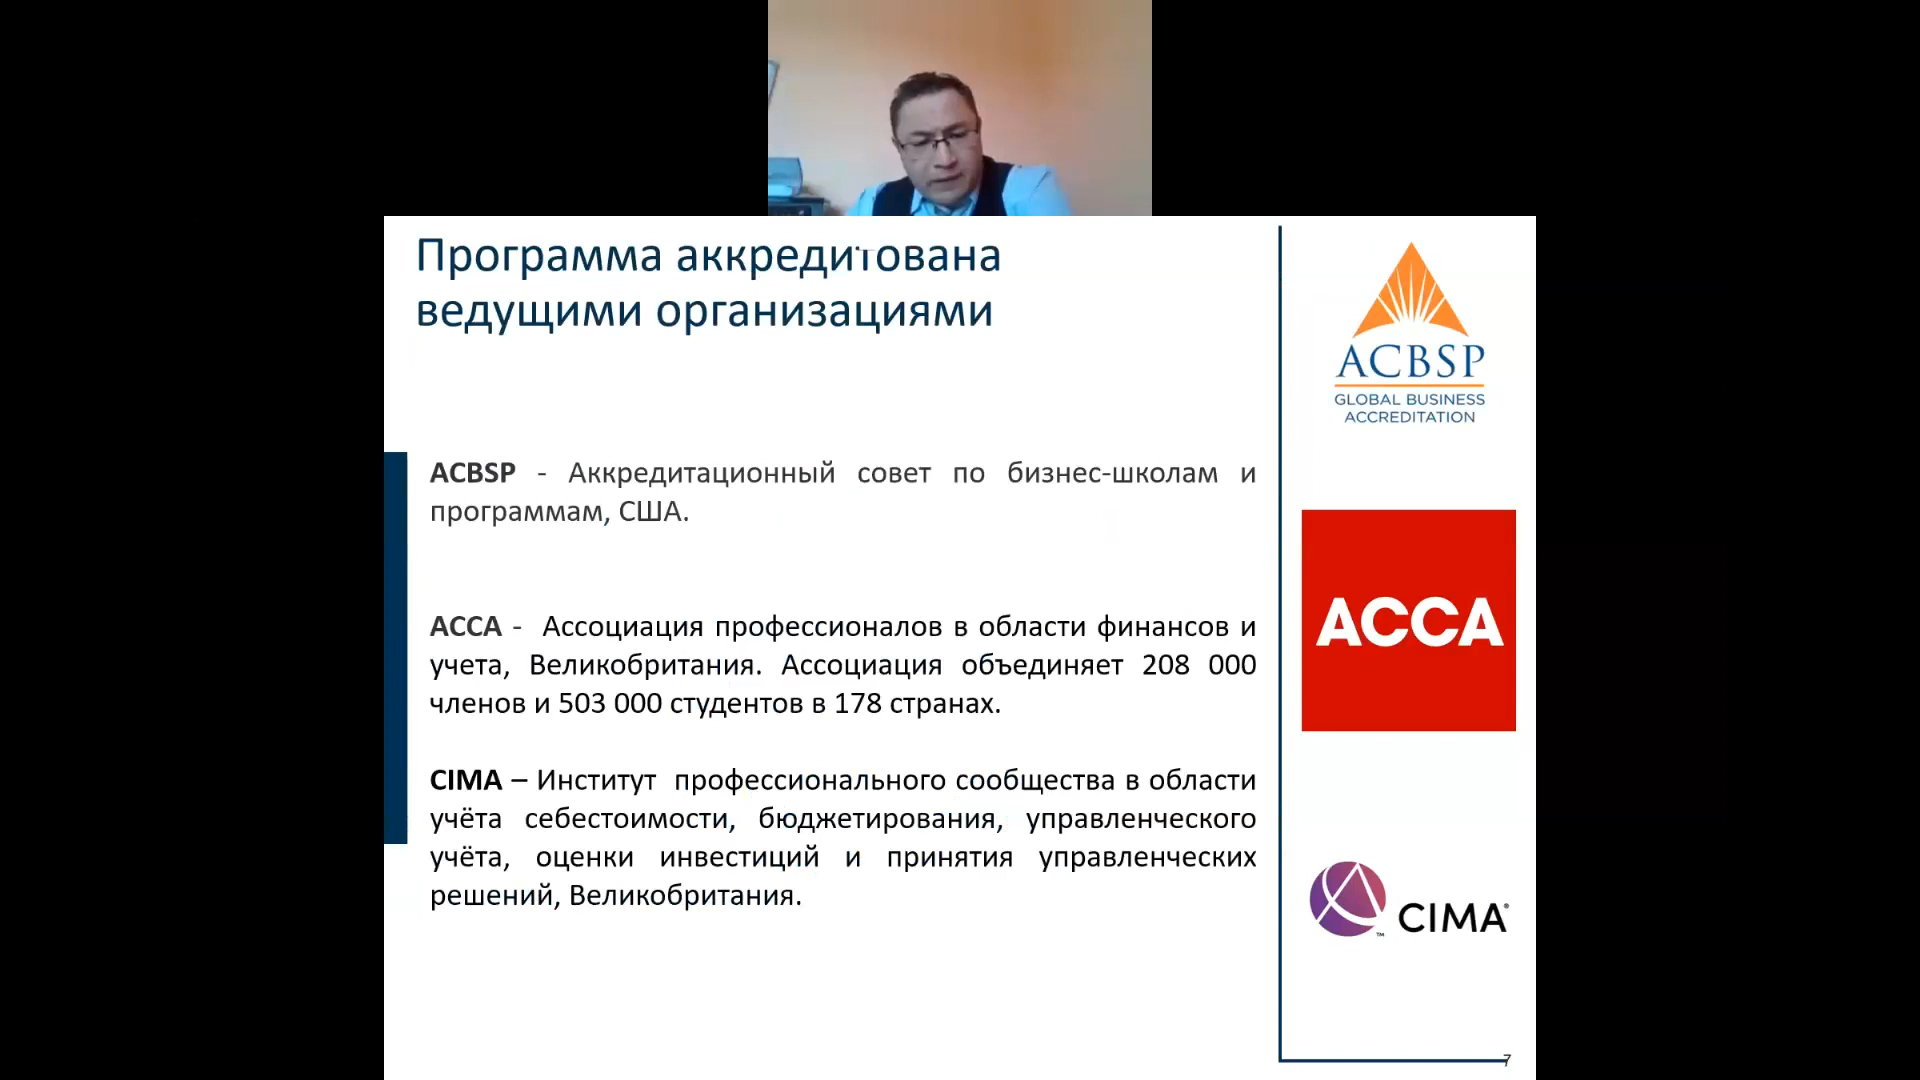 Программа аккредитована
ведущими организациями
ACBSP
GLOBAL BUSINESS
ACCREDITATION
ACBSP - Аккредитационный совет по бизнес-школам и
программам, США.
ACCA - Ассоциация профессионалов в области финансов и
учета, Великобритания. Ассоциация объединяет 208 000
членов и 503 000 студентов в 178 странах.
ACCA
CIMA – Институт профессионального сообщества в области
учёта себестоимости, бюджетирования, управленческого
учёта, оценки инвестиций и принятия управленческих
решений, Великобритания.
™ CIMA®
7